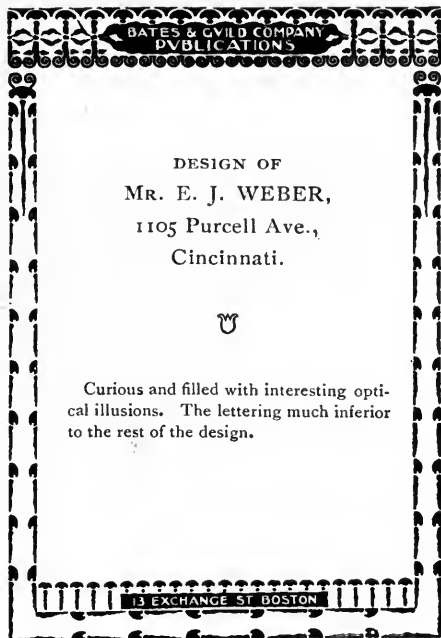 BATES & GVILD COMPANY
PVBLICATIONS
DESIGN OF
MR. E. J. WEBER,
1105 Purcell Ave.,
Cincinnati.
Curious and filled with interesting opti-
cal illusions. The lettering much inferior
to the rest of the design.
13 EXCHANGE ST BOSTON